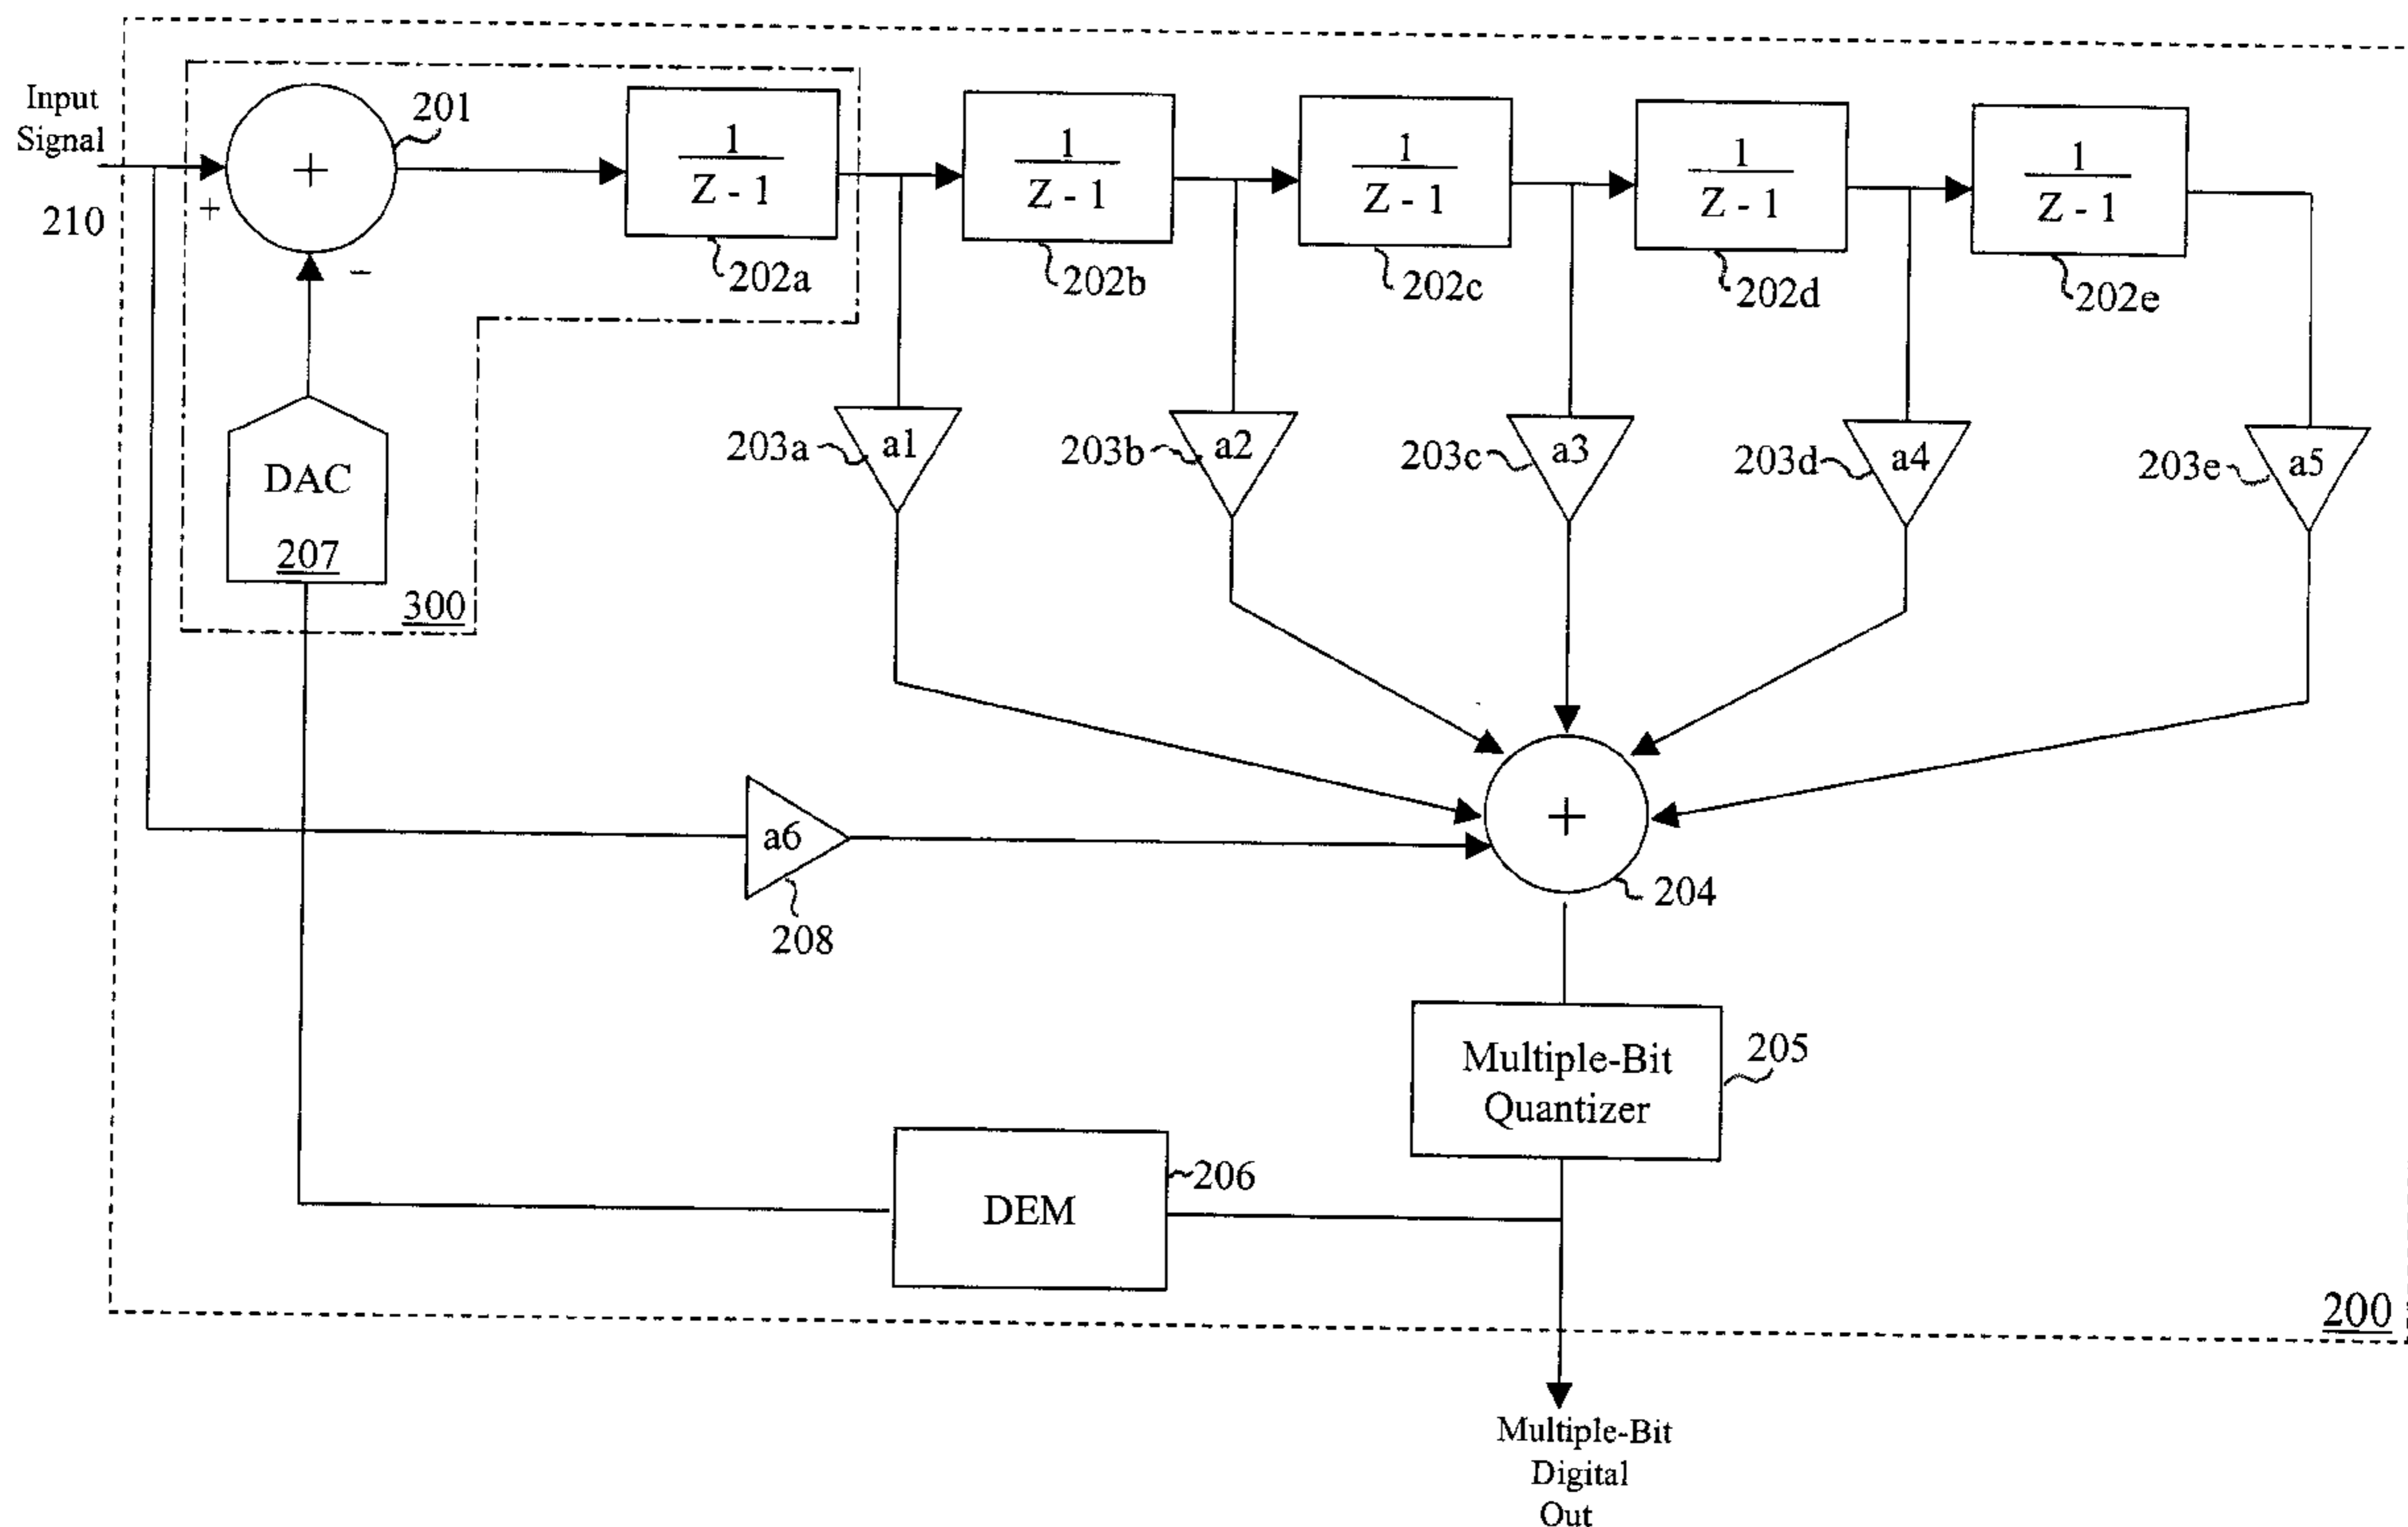 Input
Signal
210
+
+
−
201
1
Z - 1
202a
1
Z - 1
202b
1
Z - 1
202c
1
Z - 1
202d
1
Z - 1
202e
DAC
207
300
203a
a1
203b
a2
203c
a3
203d
a4
203e
a5
a6
208
+
204
Multiple-Bit
Quantizer
205
DEM
206
200
Multiple-Bit
Digital
Out